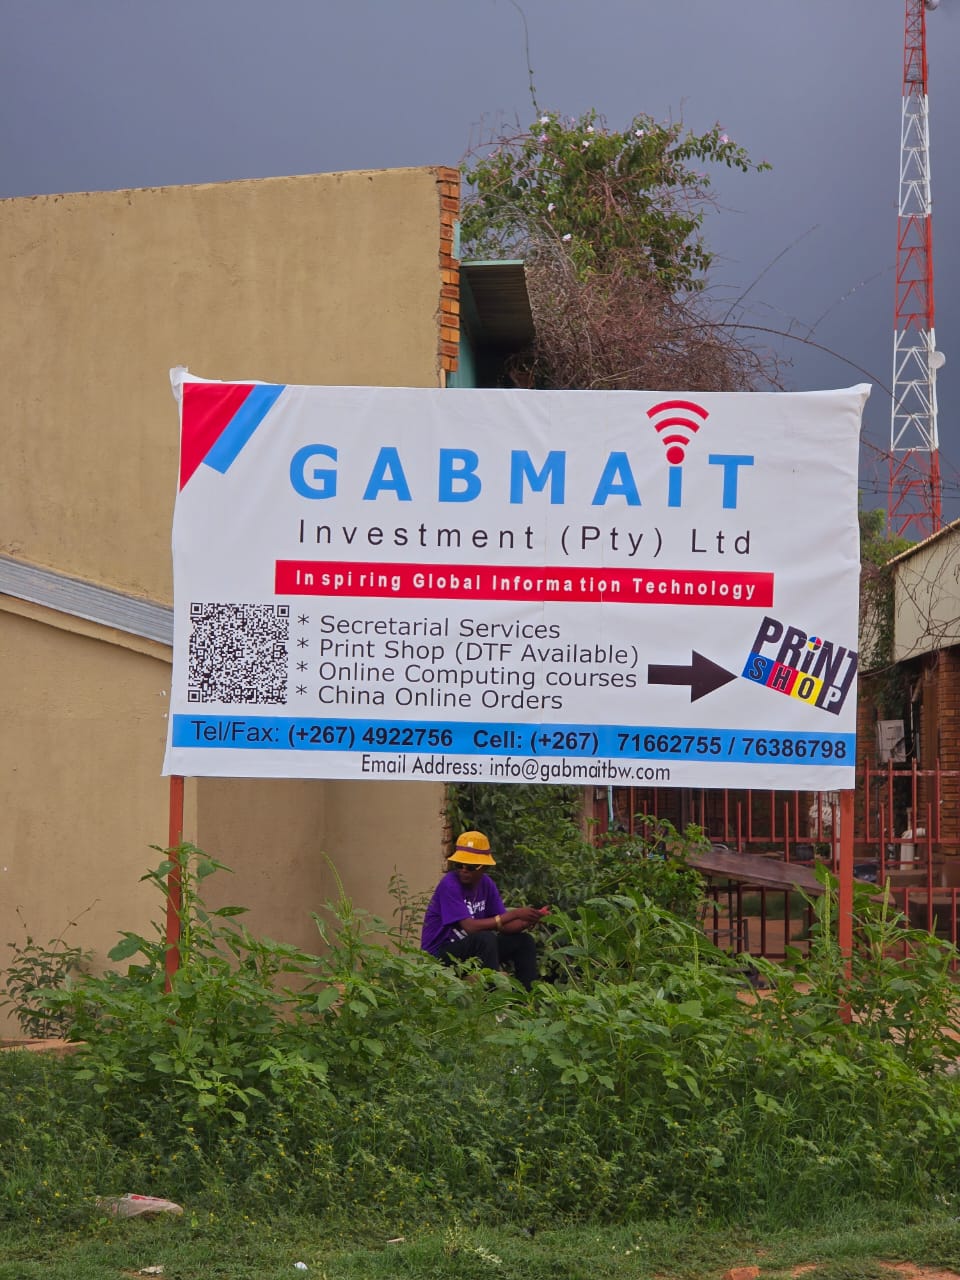 GABMAiT
Investment (Pty) Ltd
Inspiring Global Information Technology
* Secretarial Services
* Print Shop (DTF Available)
* Online Computing courses
* China Online Orders
PRiNT
SHOP
Tel/Fax: (+267) 4922756 Cell: (+267) 71662755 / 76386798
Email Address: info@gabmaitbw.com